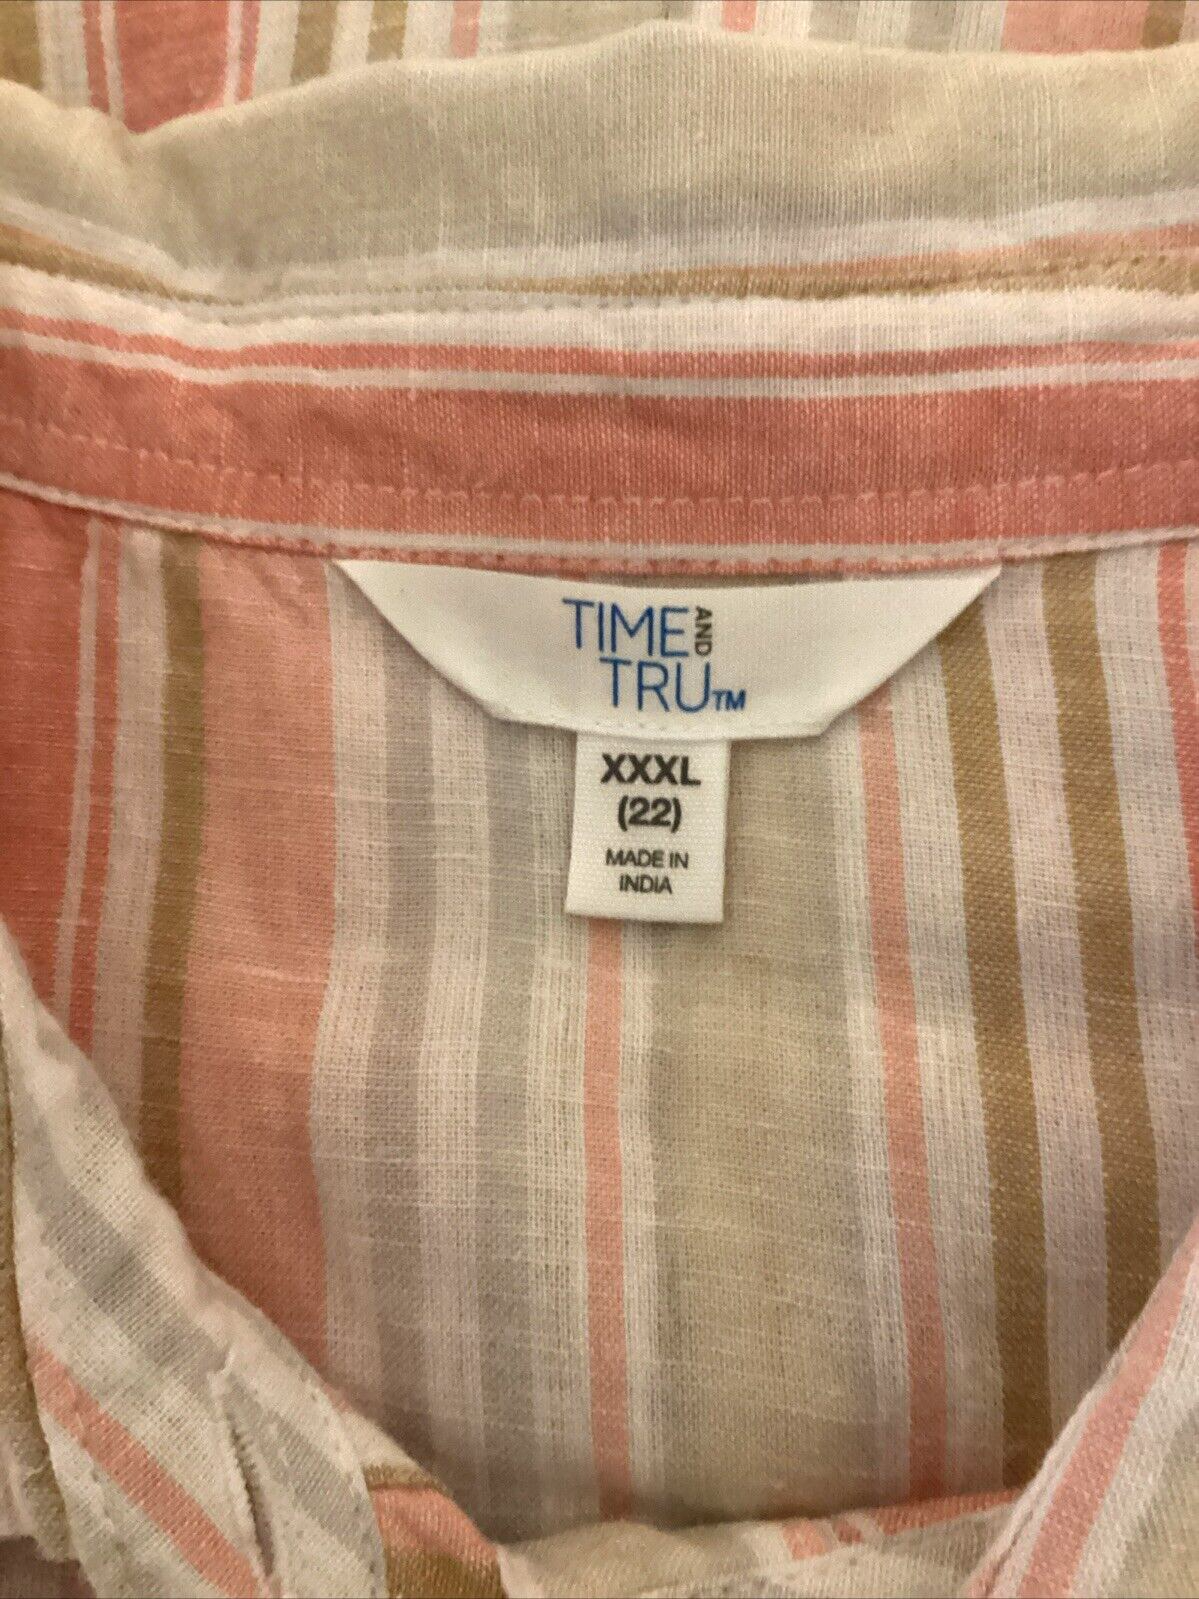 TIME AND
TRU™
XXXL
(22)
MADE IN
INDIA